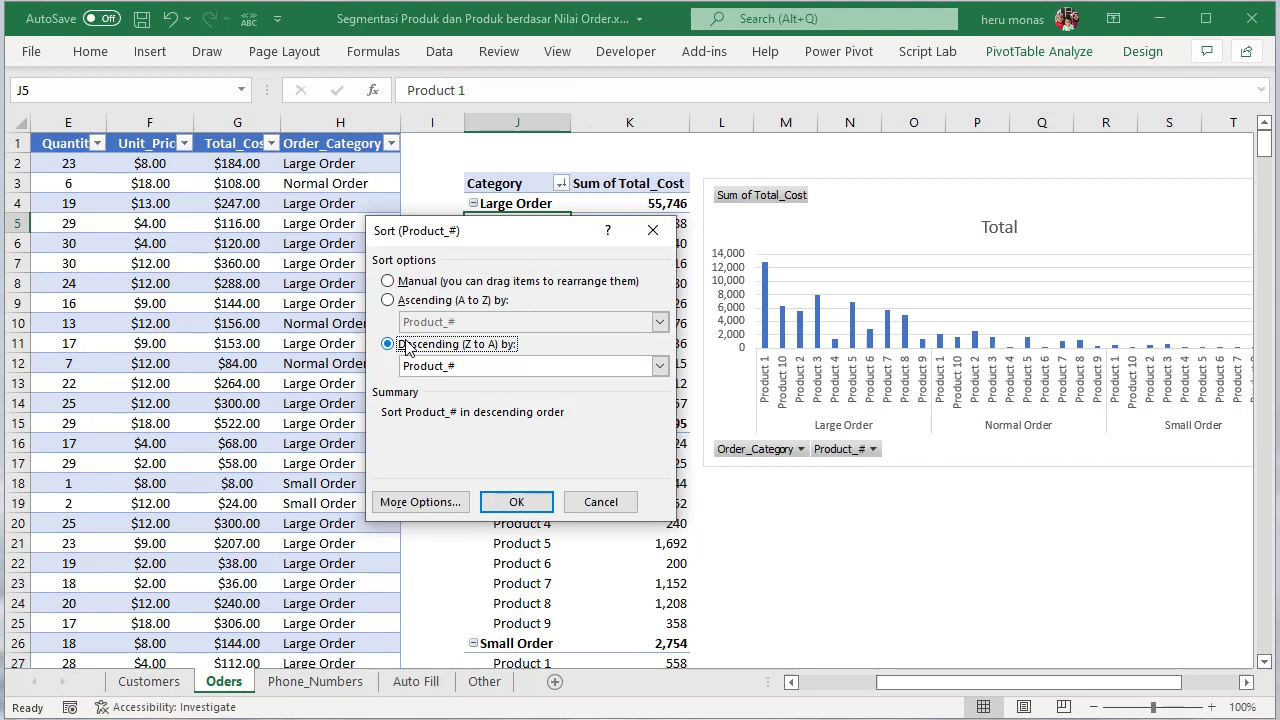 AutoSave Off Segmentasi Produk dan Produk berdasar Nilai Order.x... Search (Alt+Q) heru monas
File Home Insert Draw Page Layout Formulas Data Review View Developer Add-ins Help Power Pivot Script Lab PivotTable Analyze Design
J5 fx Product 1
E F G H I J K L M N O P Q R S T
1 Quantit Unit_Pric Total_Cos Order_Category
2 23 $8.00 $184.00 Large Order
3 6 $18.00 $108.00 Normal Order Category Sum of Total_Cost
4 19 $13.00 $247.00 Large Order Large Order 55,746
5 29 $4.00 $116.00 Large Order
6 30 $4.00 $120.00 Large Order
7 30 $12.00 $360.00 Large Order
8 24 $12.00 $288.00 Large Order
9 16 $9.00 $144.00 Large Order
10 13 $12.00 $156.00 Normal Order
11 17 $9.00 $153.00 Large Order
12 7 $12.00 $84.00 Normal Order
13 22 $12.00 $264.00 Large Order
14 25 $12.00 $300.00 Large Order
15 29 $18.00 $522.00 Large Order
16 17 $4.00 $68.00 Large Order
17 29 $2.00 $58.00 Large Order
18 1 $8.00 $8.00 Small Order
19 2 $12.00 $24.00 Small Order
20 25 $12.00 $300.00 Large Order Product 4 240
21 23 $9.00 $207.00 Large Order Product 5 1,692
22 19 $2.00 $38.00 Large Order Product 6 200
23 18 $2.00 $36.00 Large Order Product 7 1,152
24 20 $12.00 $240.00 Large Order Product 8 1,208
25 17 $18.00 $306.00 Large Order Product 9 358
26 18 $8.00 $144.00 Large Order Small Order 2,754
27 28 $4.00 $112.00 Large Order Product 1 558
Sort (Product_#) ?
Sort options
Manual (you can drag items to rearrange them)
Ascending (A to Z) by:
Product_#
Descending (Z to A) by:
Product_#
Summary
Sort Product_# in descending order
More Options... OK Cancel
Sum of Total_Cost
Total
14,000
12,000
10,000
8,000
6,000
4,000
2,000
0
Product 1 Product 10 Product 2 Product 3 Product 4 Product 5 Product 6 Product 7 Product 8 Product 9 Product 1 Product 10 Product 2 Product 3 Product 4 Product 5 Product 6 Product 7 Product 8 Product 9 Product 1 Product 10 Product 2 Product 3 Product 4 Product 5 Product 6 Product 7
Large Order Normal Order Small Order
Order_Category Product_#
Customers Oders Phone_Numbers Auto Fill Other
Ready Accessibility: Investigate 100%